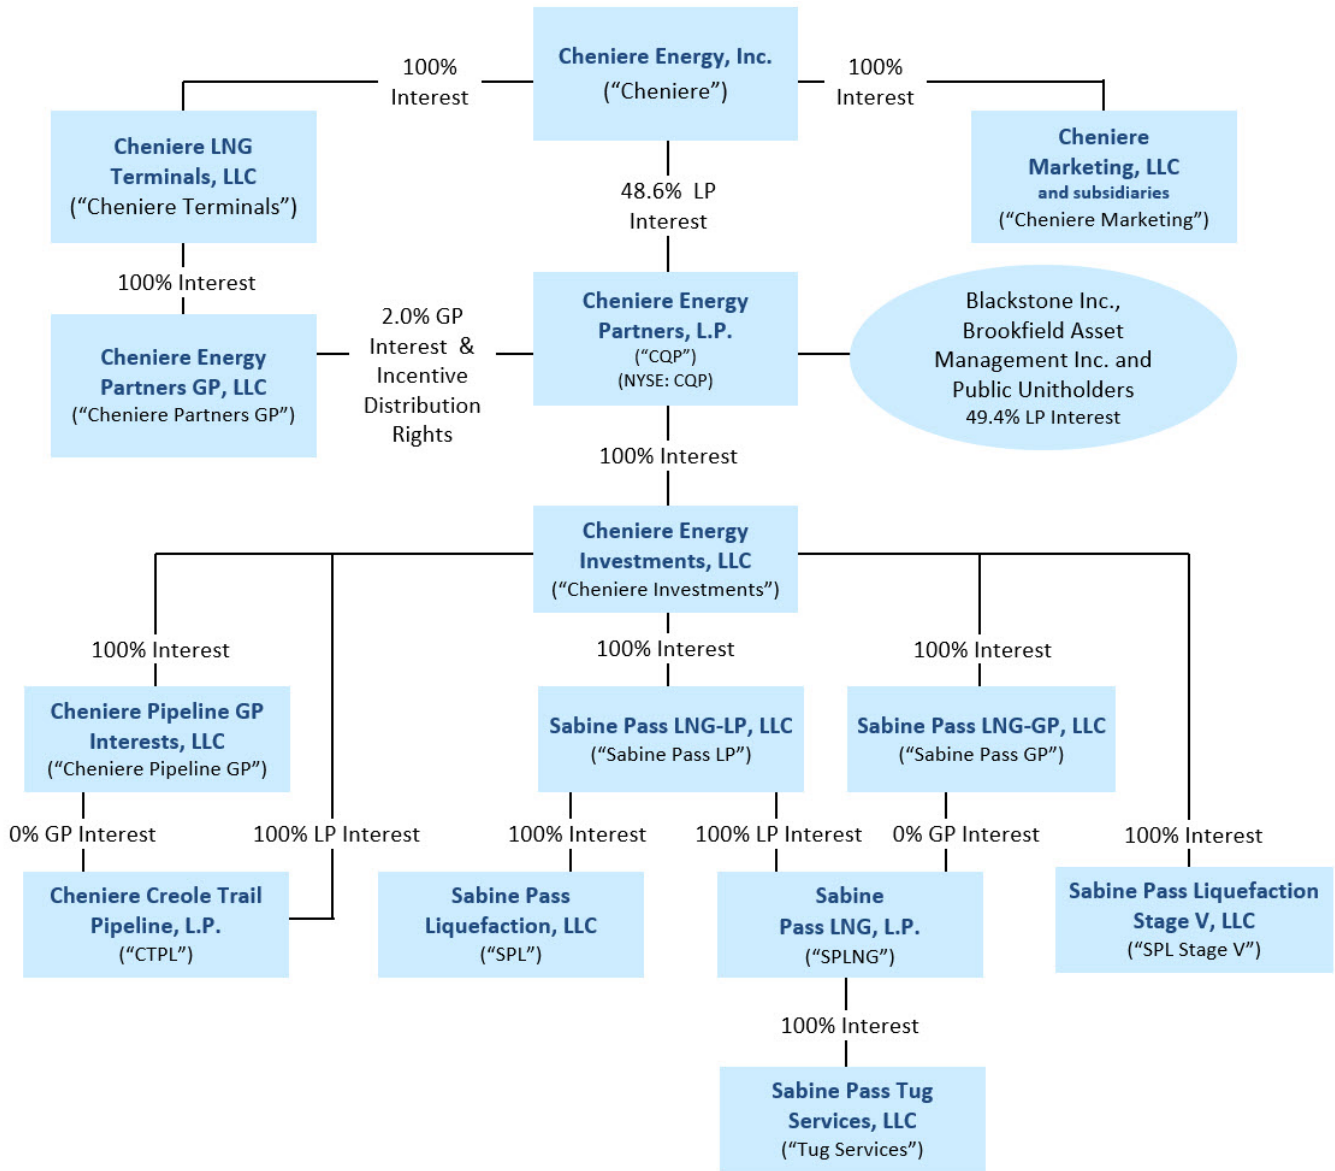 Cheniere Energy, Inc.
(“Cheniere”)
100%
Interest
100%
Interest
Cheniere LNG
Terminals, LLC
(“Cheniere Terminals”)
48.6% LP
Interest
Cheniere
Marketing, LLC
and subsidiaries
(“Cheniere Marketing”)
100% Interest
Cheniere Energy
Partners GP, LLC
(“Cheniere Partners GP”)
2.0% GP
Interest &
Incentive
Distribution
Rights
Cheniere Energy
Partners, L.P.
(“CQP”)
(NYSE: CQP)
Blackstone Inc.,
Brookfield Asset
Management Inc. and
Public Unitholders
49.4% LP Interest
100% Interest
Cheniere Energy
Investments, LLC
(“Cheniere Investments”)
100% Interest
100% Interest
100% Interest
Cheniere Pipeline GP
Interests, LLC
(“Cheniere Pipeline GP”)
Sabine Pass LNG-LP, LLC
(“Sabine Pass LP”)
Sabine Pass LNG-GP, LLC
(“Sabine Pass GP”)
0% GP Interest
100% LP Interest
100% Interest
100% LP Interest
0% GP Interest
100% Interest
Cheniere Creole Trail
Pipeline, L.P.
(“CTPL”)
Sabine Pass
Liquefaction, LLC
(“SPL”)
Sabine
Pass LNG, L.P.
(“SPLNG”)
Sabine Pass Liquefaction
Stage V, LLC
(“SPL Stage V”)
100% Interest
Sabine Pass Tug
Services, LLC
(“Tug Services”)